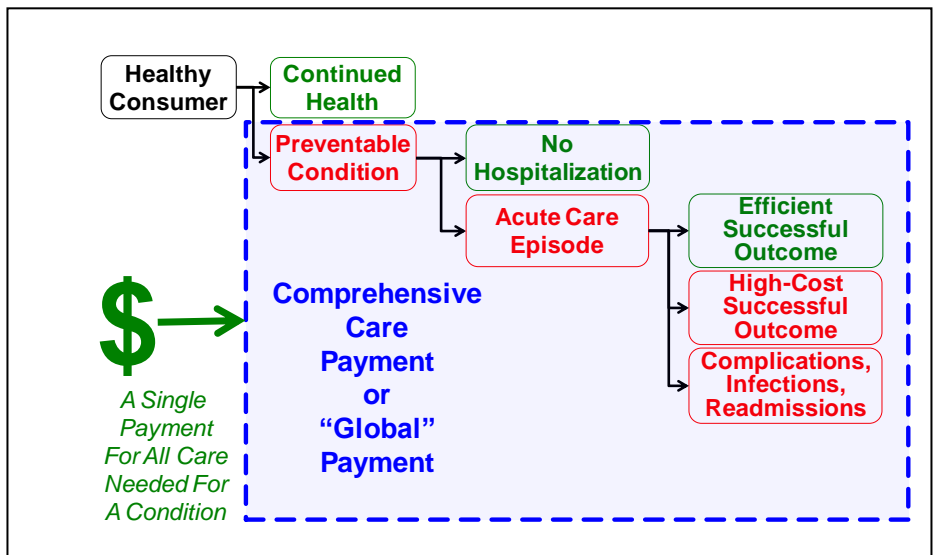 Healthy
Consumer
Continued
Health
Preventable
Condition
No
Hospitalization
Acute Care
Episode
Efficient
Successful
Outcome
High-Cost
Successful
Outcome
Complications,
Infections,
Readmissions
$
A Single
Payment
For All Care
Needed For
A Condition
Comprehensive
Care
Payment
or
“Global”
Payment